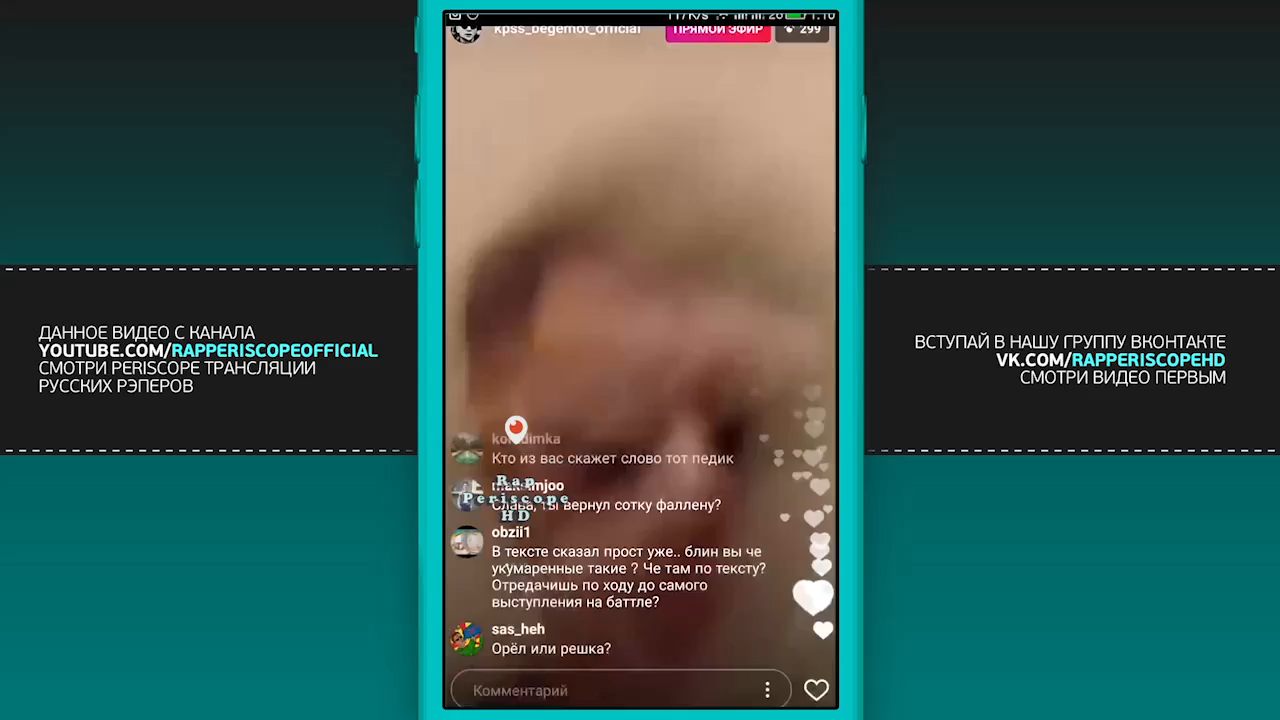 kpss_begemot_official
ПРЯМОЙ ЭФИР
299
ДАННОЕ ВИДЕО С КАНАЛА
YOUTUBE.COM/RAPPERISCOPEOFFICIAL
СМОТРИ PERISCOPE ТРАНСЛЯЦИИ
РУССКИХ РЭПЕРОВ
ВСТУПАЙ В НАШУ ГРУППУ ВКОНТАКТЕ
VK.COM/RAPPERISCOPEHD
СМОТРИ ВИДЕО ПЕРВЫМ
Кто из вас скажет слово тот педик
Rap
Periscope
HD
Слава, ты вернул сотку фаллену?
obzii1
В тексте сказал прост уже.. блин вы че
укумаренные такие ? Че там по тексту?
Отредачишь по ходу до самого
выступления на баттле?
sas_heh
Орёл или решка?
Комментарий